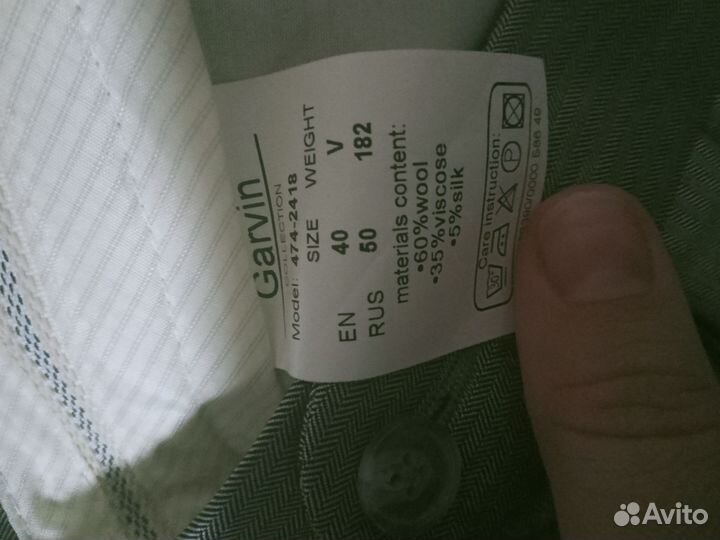 Garvin
COLLECTION
Model: 474-2418
SIZE WEIGHT
EN 40 V
RUS 50 182
materials content:
•60%wool
•35%viscose
•5%silk
Care instruction:
30°
P
Avito